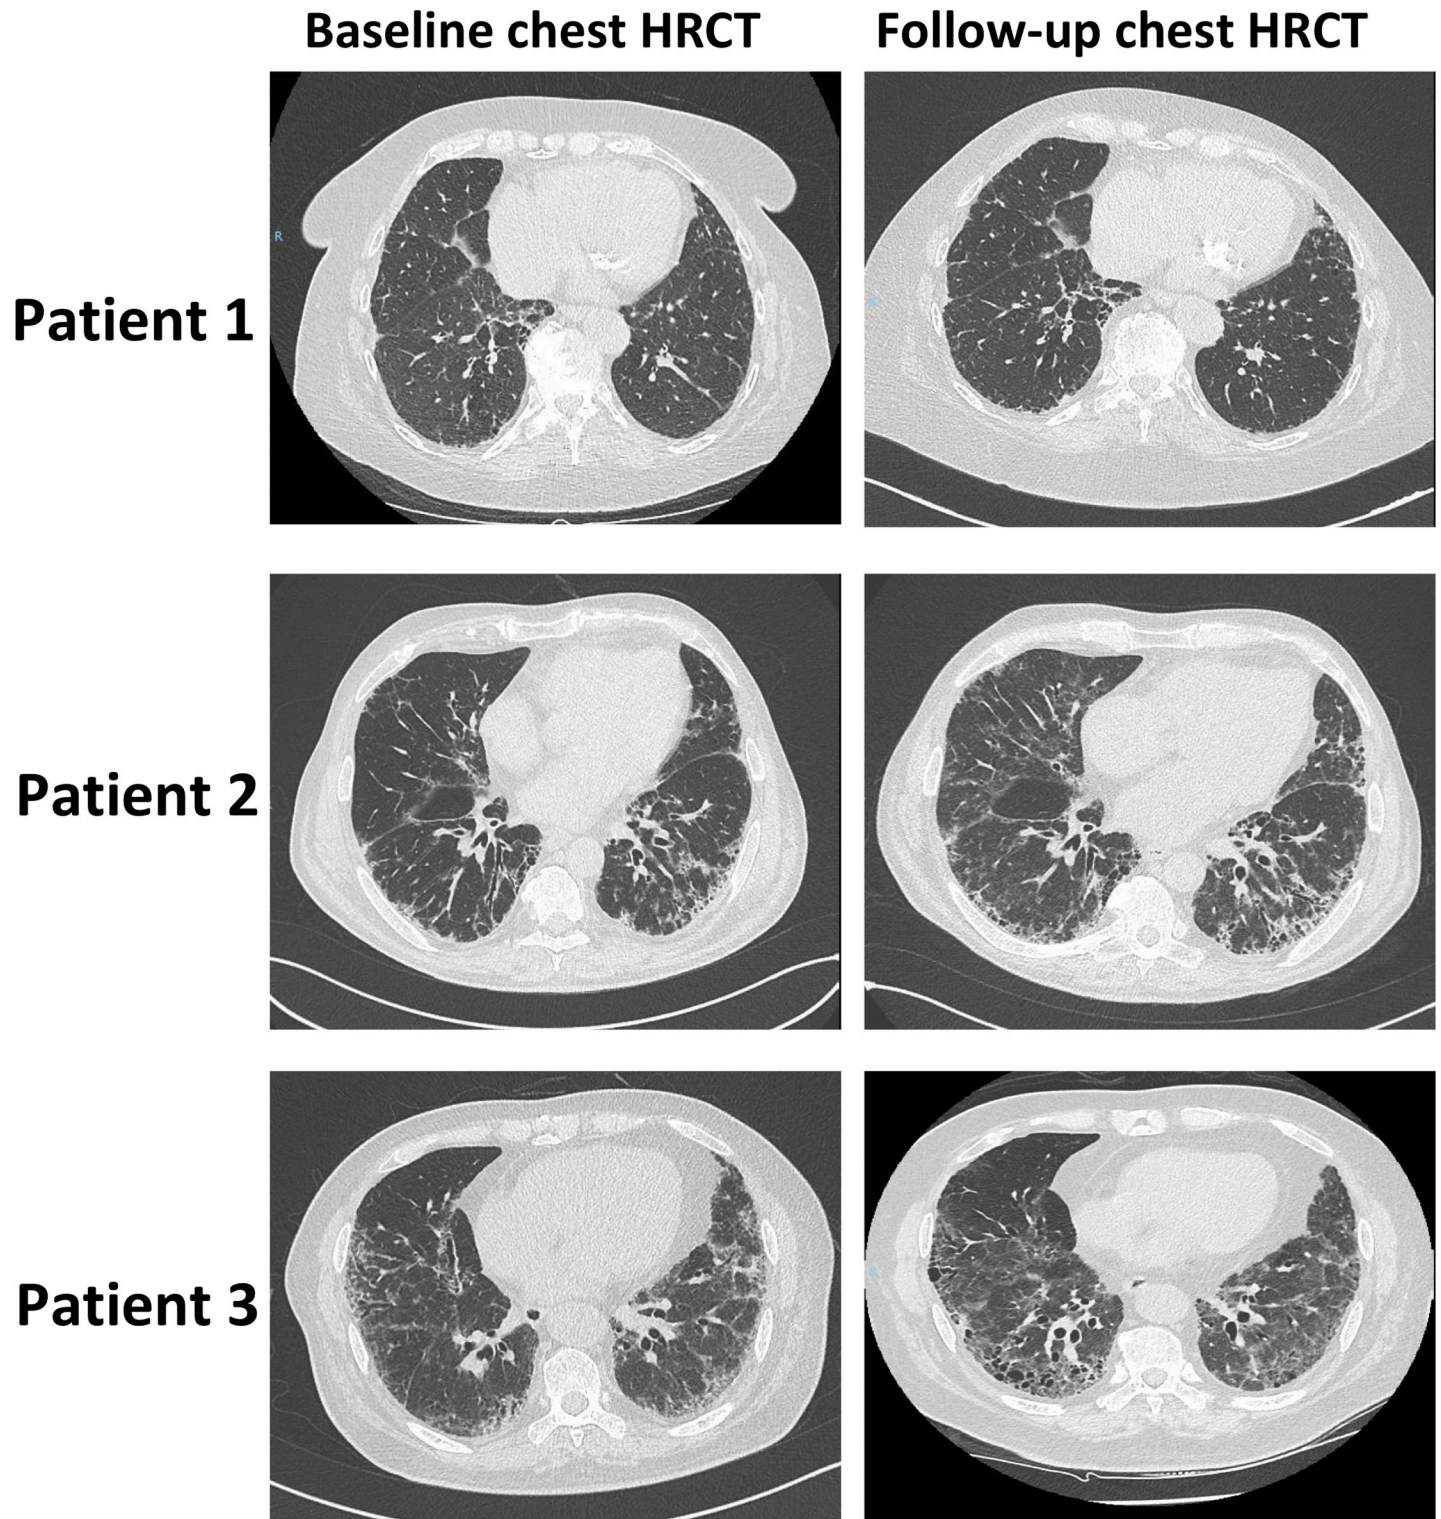 Baseline chest HRCT
Follow-up chest HRCT
Patient 1
R
R
Patient 2
Patient 3
R